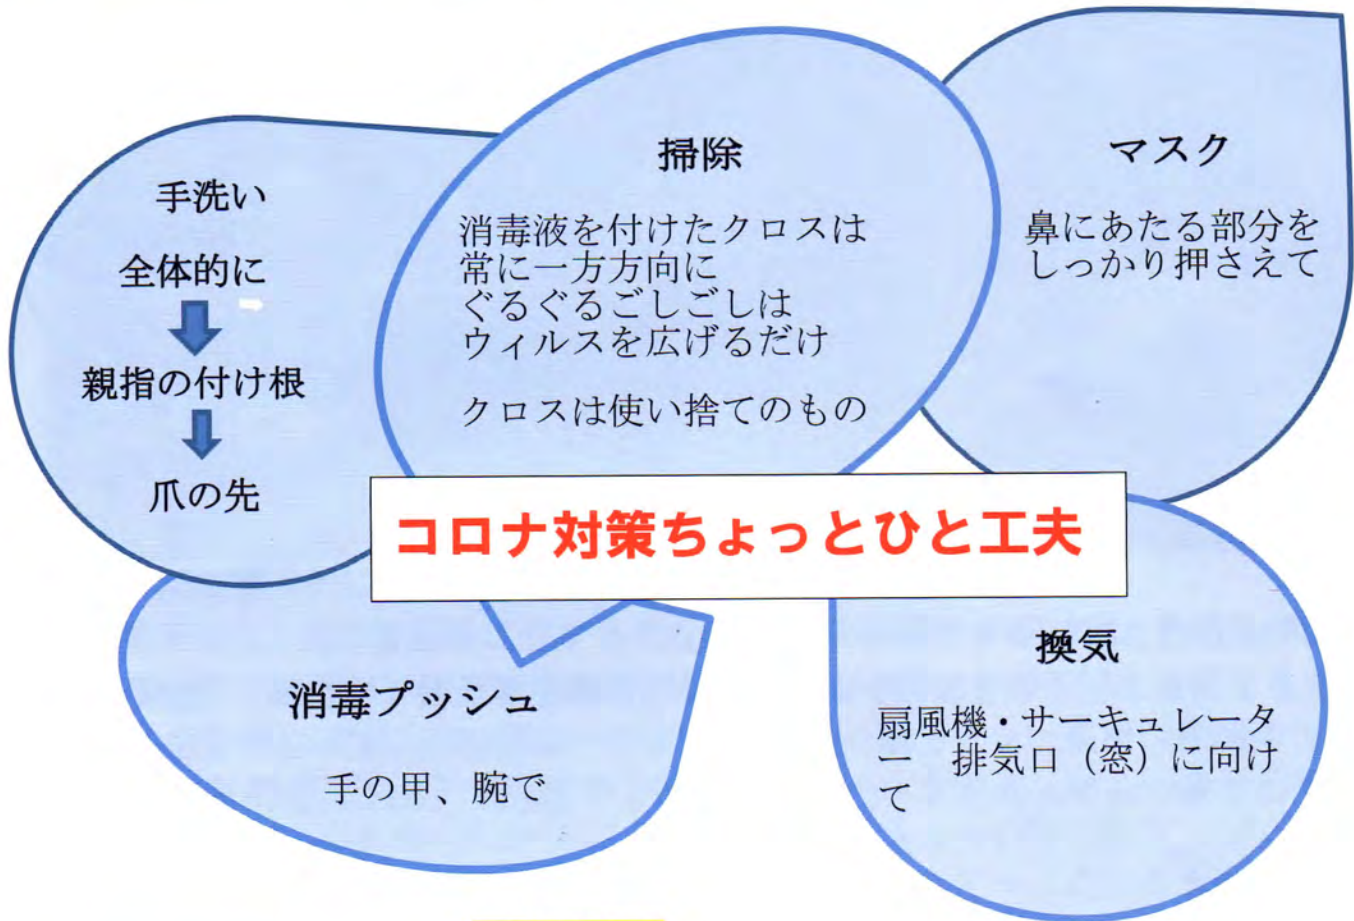 手洗い
全体的に
親指の付け根
爪の先
掃除
消毒液を付けたクロスは
常に一方方向に
ぐるぐるごしごしは
ウィルスを広げるだけ
クロスは使い捨てのもの
マスク
鼻にあたる部分を
しっかり押さえて
コロナ対策ちょっとひと工夫
消毒プッシュ
手の甲、腕で
換気
扇風機・サーキュレータ
ー　排気口（窓）に向け
て